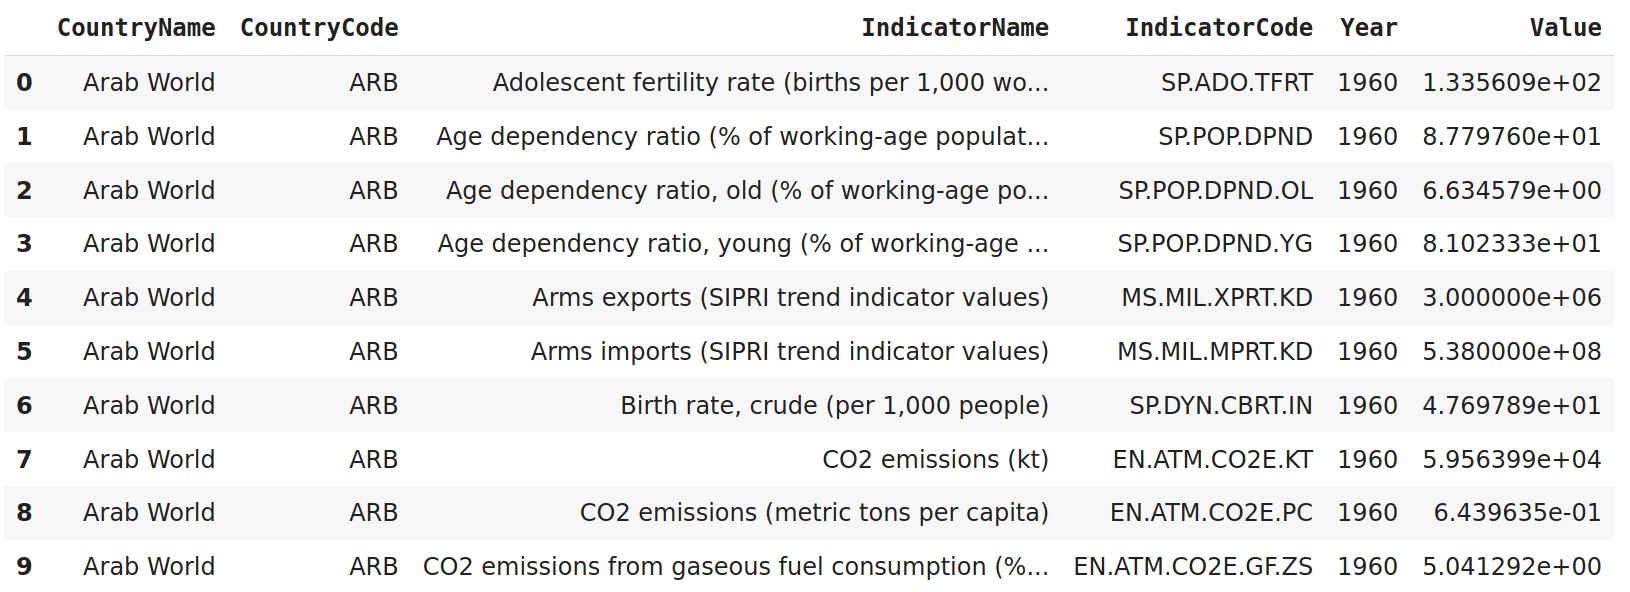 CountryName CountryCode IndicatorName IndicatorCode Year Value
0 Arab World ARB Adolescent fertility rate (births per 1,000 wo... SP.ADO.TFRT 1960 1.335609e+02
1 Arab World ARB Age dependency ratio (% of working-age populat... SP.POP.DPND 1960 8.779760e+01
2 Arab World ARB Age dependency ratio, old (% of working-age po... SP.POP.DPND.OL 1960 6.634579e+00
3 Arab World ARB Age dependency ratio, young (% of working-age ... SP.POP.DPND.YG 1960 8.102333e+01
4 Arab World ARB Arms exports (SIPRI trend indicator values) MS.MIL.XPRT.KD 1960 3.000000e+06
5 Arab World ARB Arms imports (SIPRI trend indicator values) MS.MIL.MPRT.KD 1960 5.380000e+08
6 Arab World ARB Birth rate, crude (per 1,000 people) SP.DYN.CBRT.IN 1960 4.769789e+01
7 Arab World ARB CO2 emissions (kt) EN.ATM.CO2E.KT 1960 5.956399e+04
8 Arab World ARB CO2 emissions (metric tons per capita) EN.ATM.CO2E.PC 1960 6.439635e-01
9 Arab World ARB CO2 emissions from gaseous fuel consumption (%... EN.ATM.CO2E.GF.ZS 1960 5.041292e+00